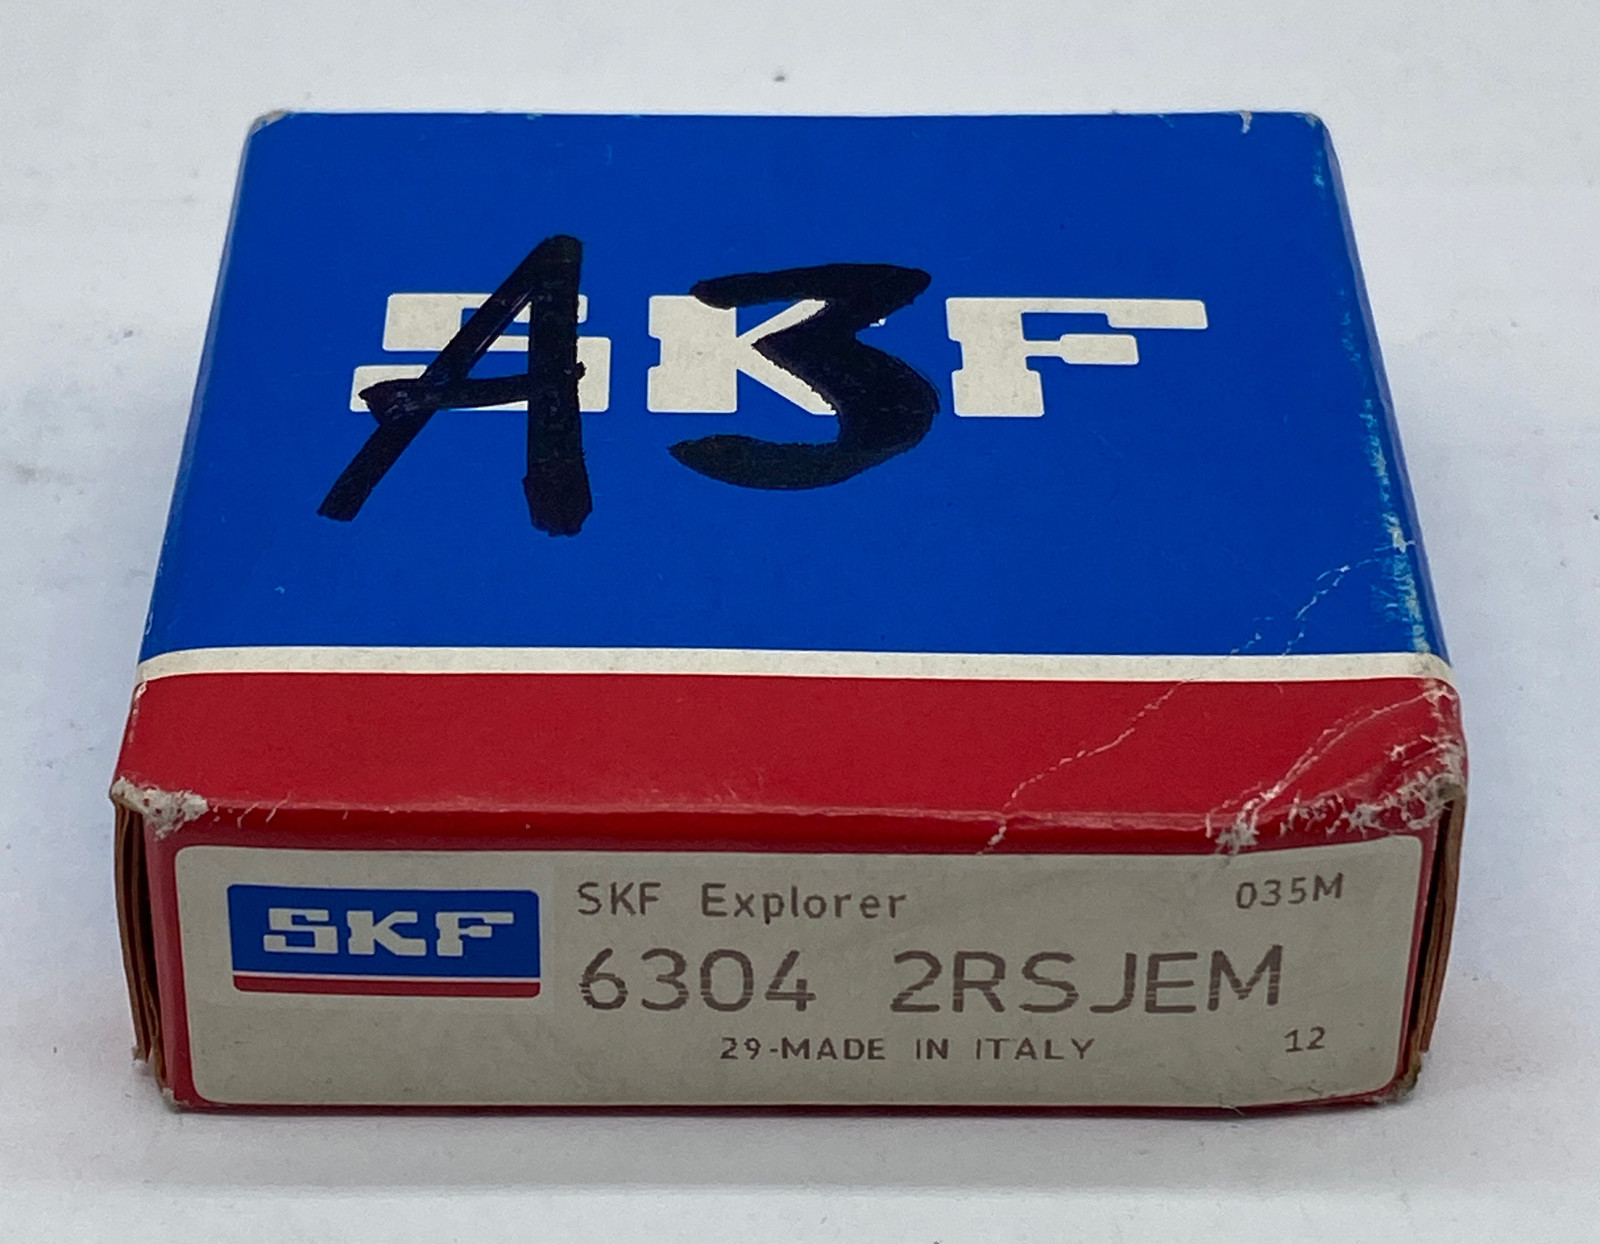 SKF
A3
SKF
SKF Explorer 035M
6304 2RSJEM
29-MADE IN ITALY 12